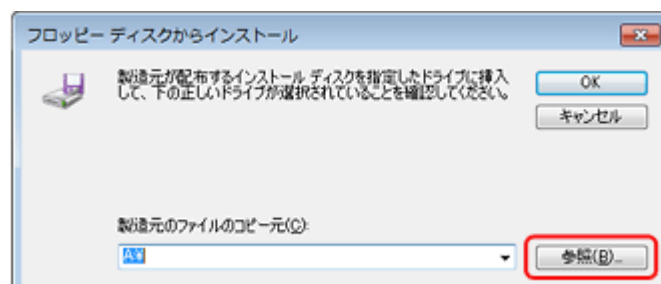 フロッピー ディスクからインストール
製造元が配布するインストール ディスクを指定したドライブに挿入
して、下の正しいドライブが選択されていることを確認してください。
OK
キャンセル
製造元のファイルのコピー元(C):
A:¥
参照(B)...